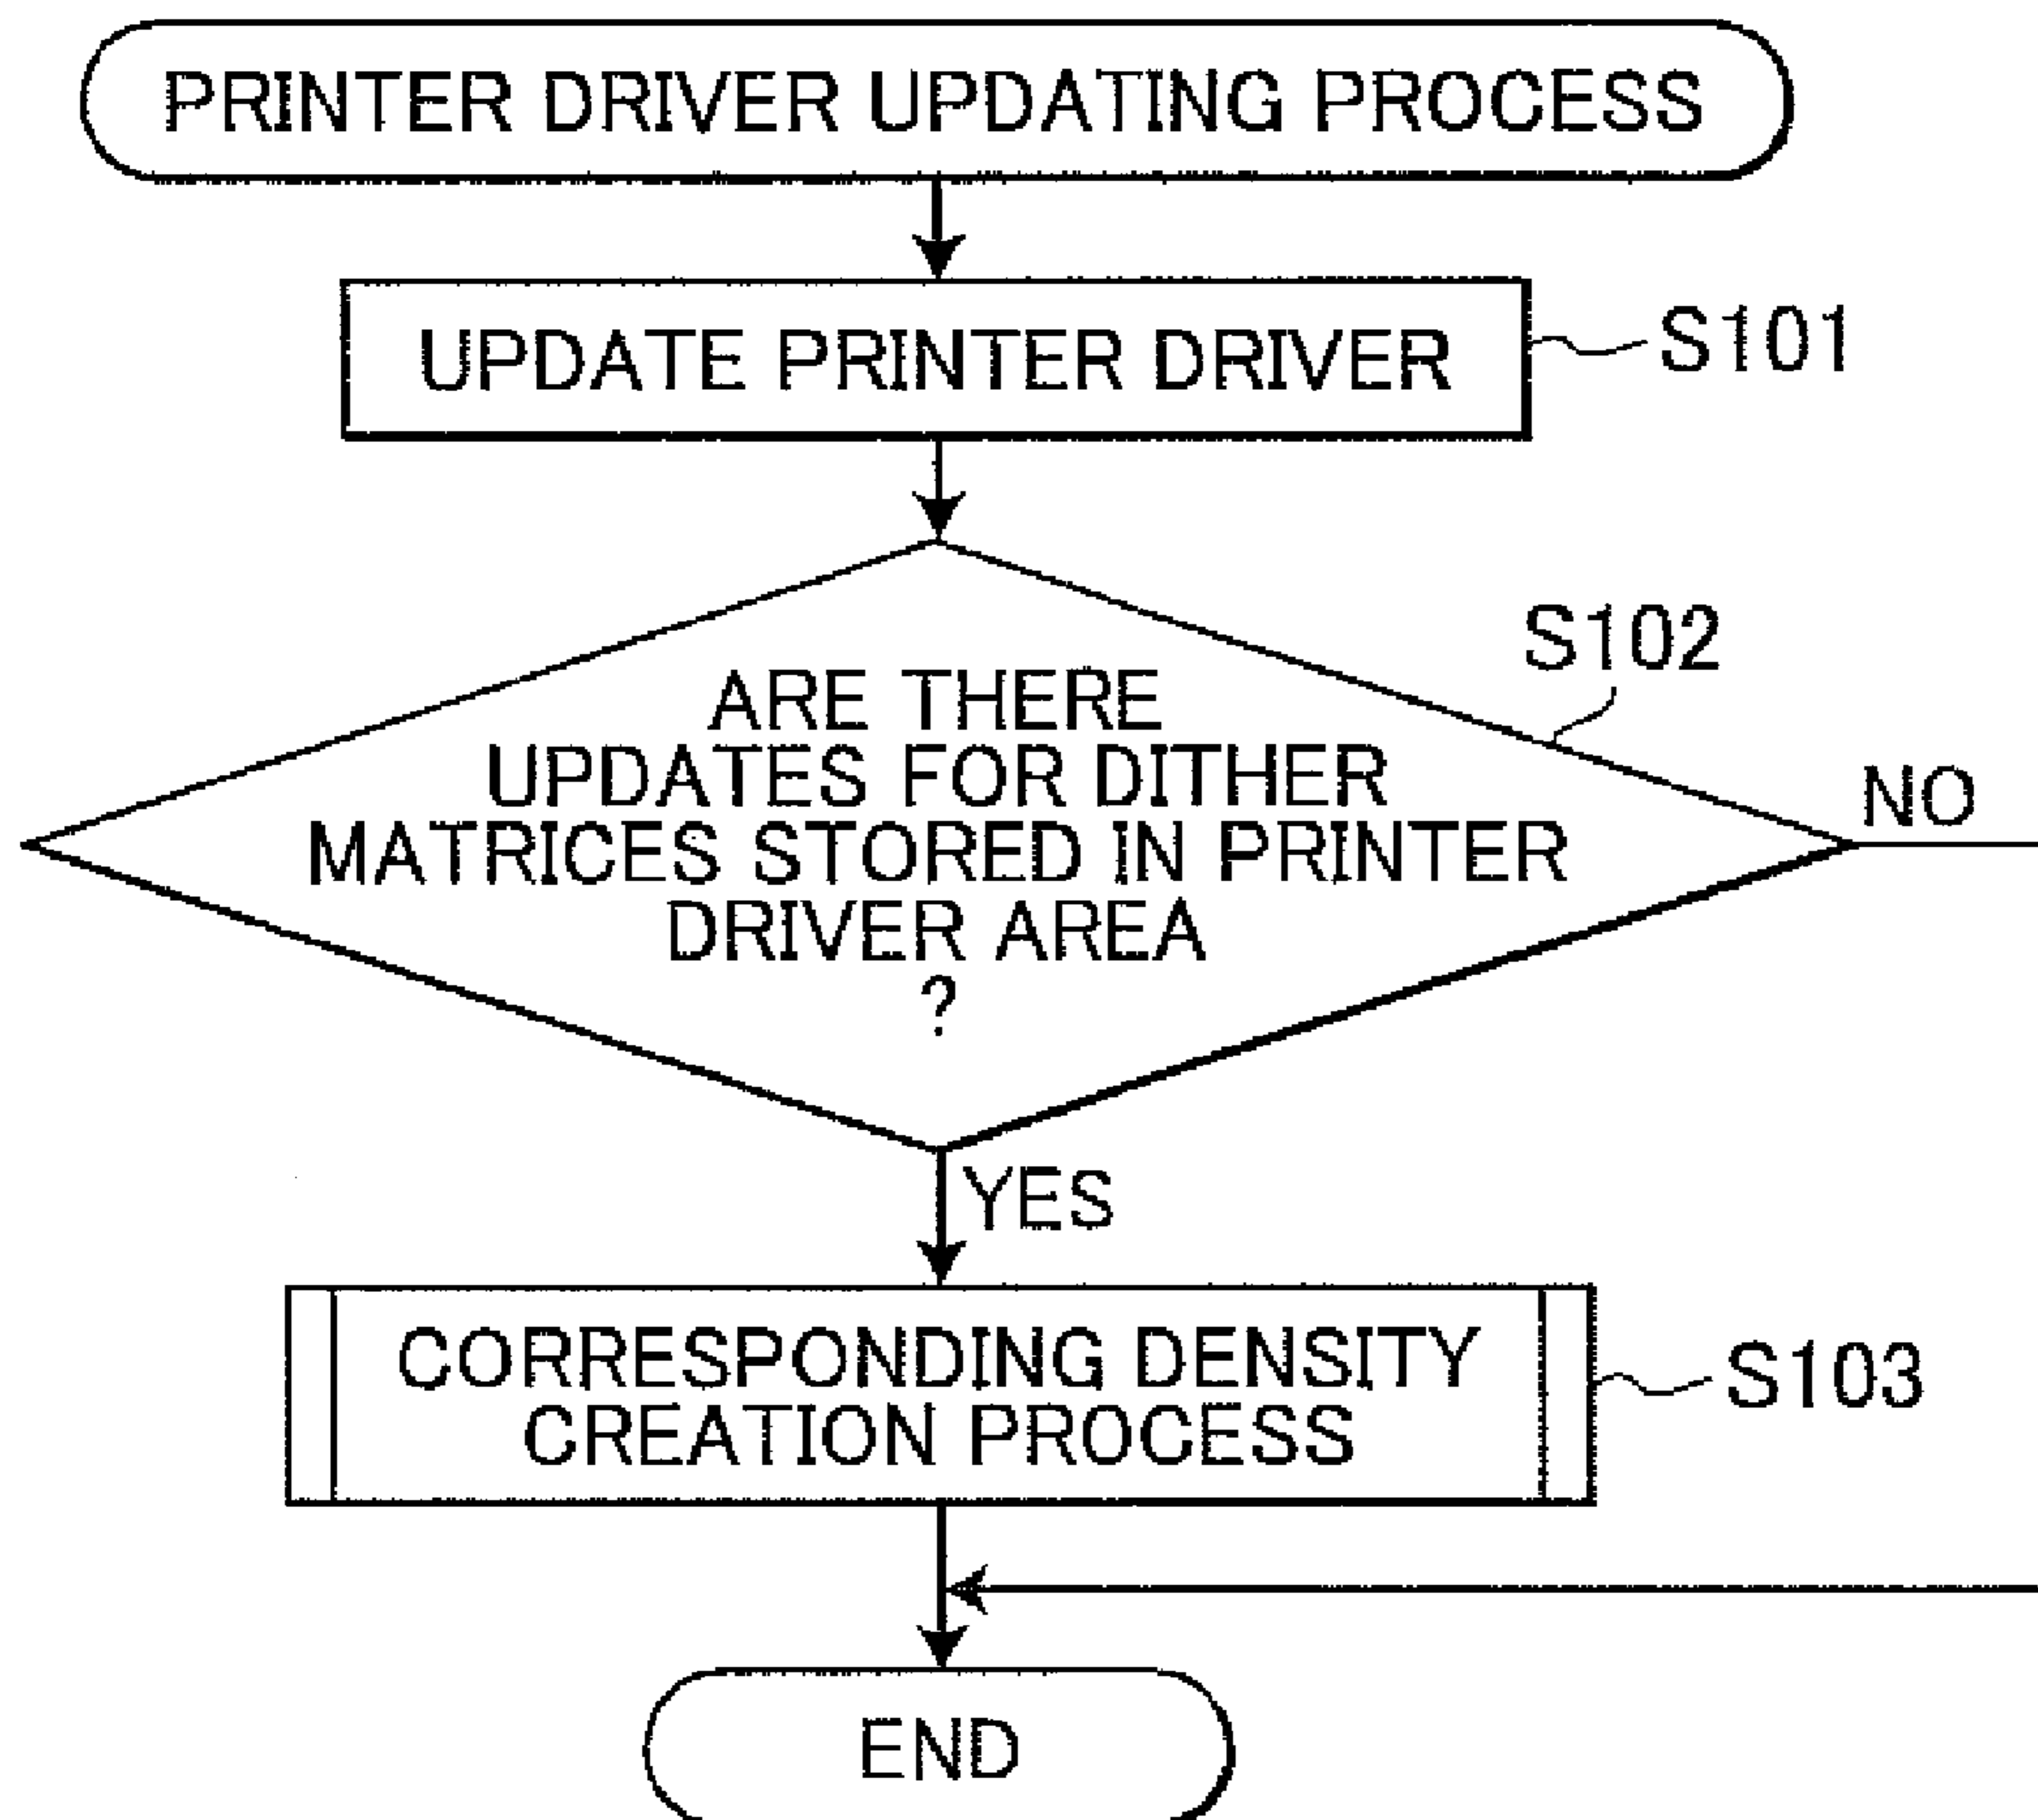 PRINTER DRIVER UPDATING PROCESS
UPDATE PRINTER DRIVER
S101
S102
ARE THERE
UPDATES FOR DITHER
MATRICES STORED IN PRINTER
DRIVER AREA
?
NO
YES
CORRESPONDING DENSITY
CREATION PROCESS
S103
END